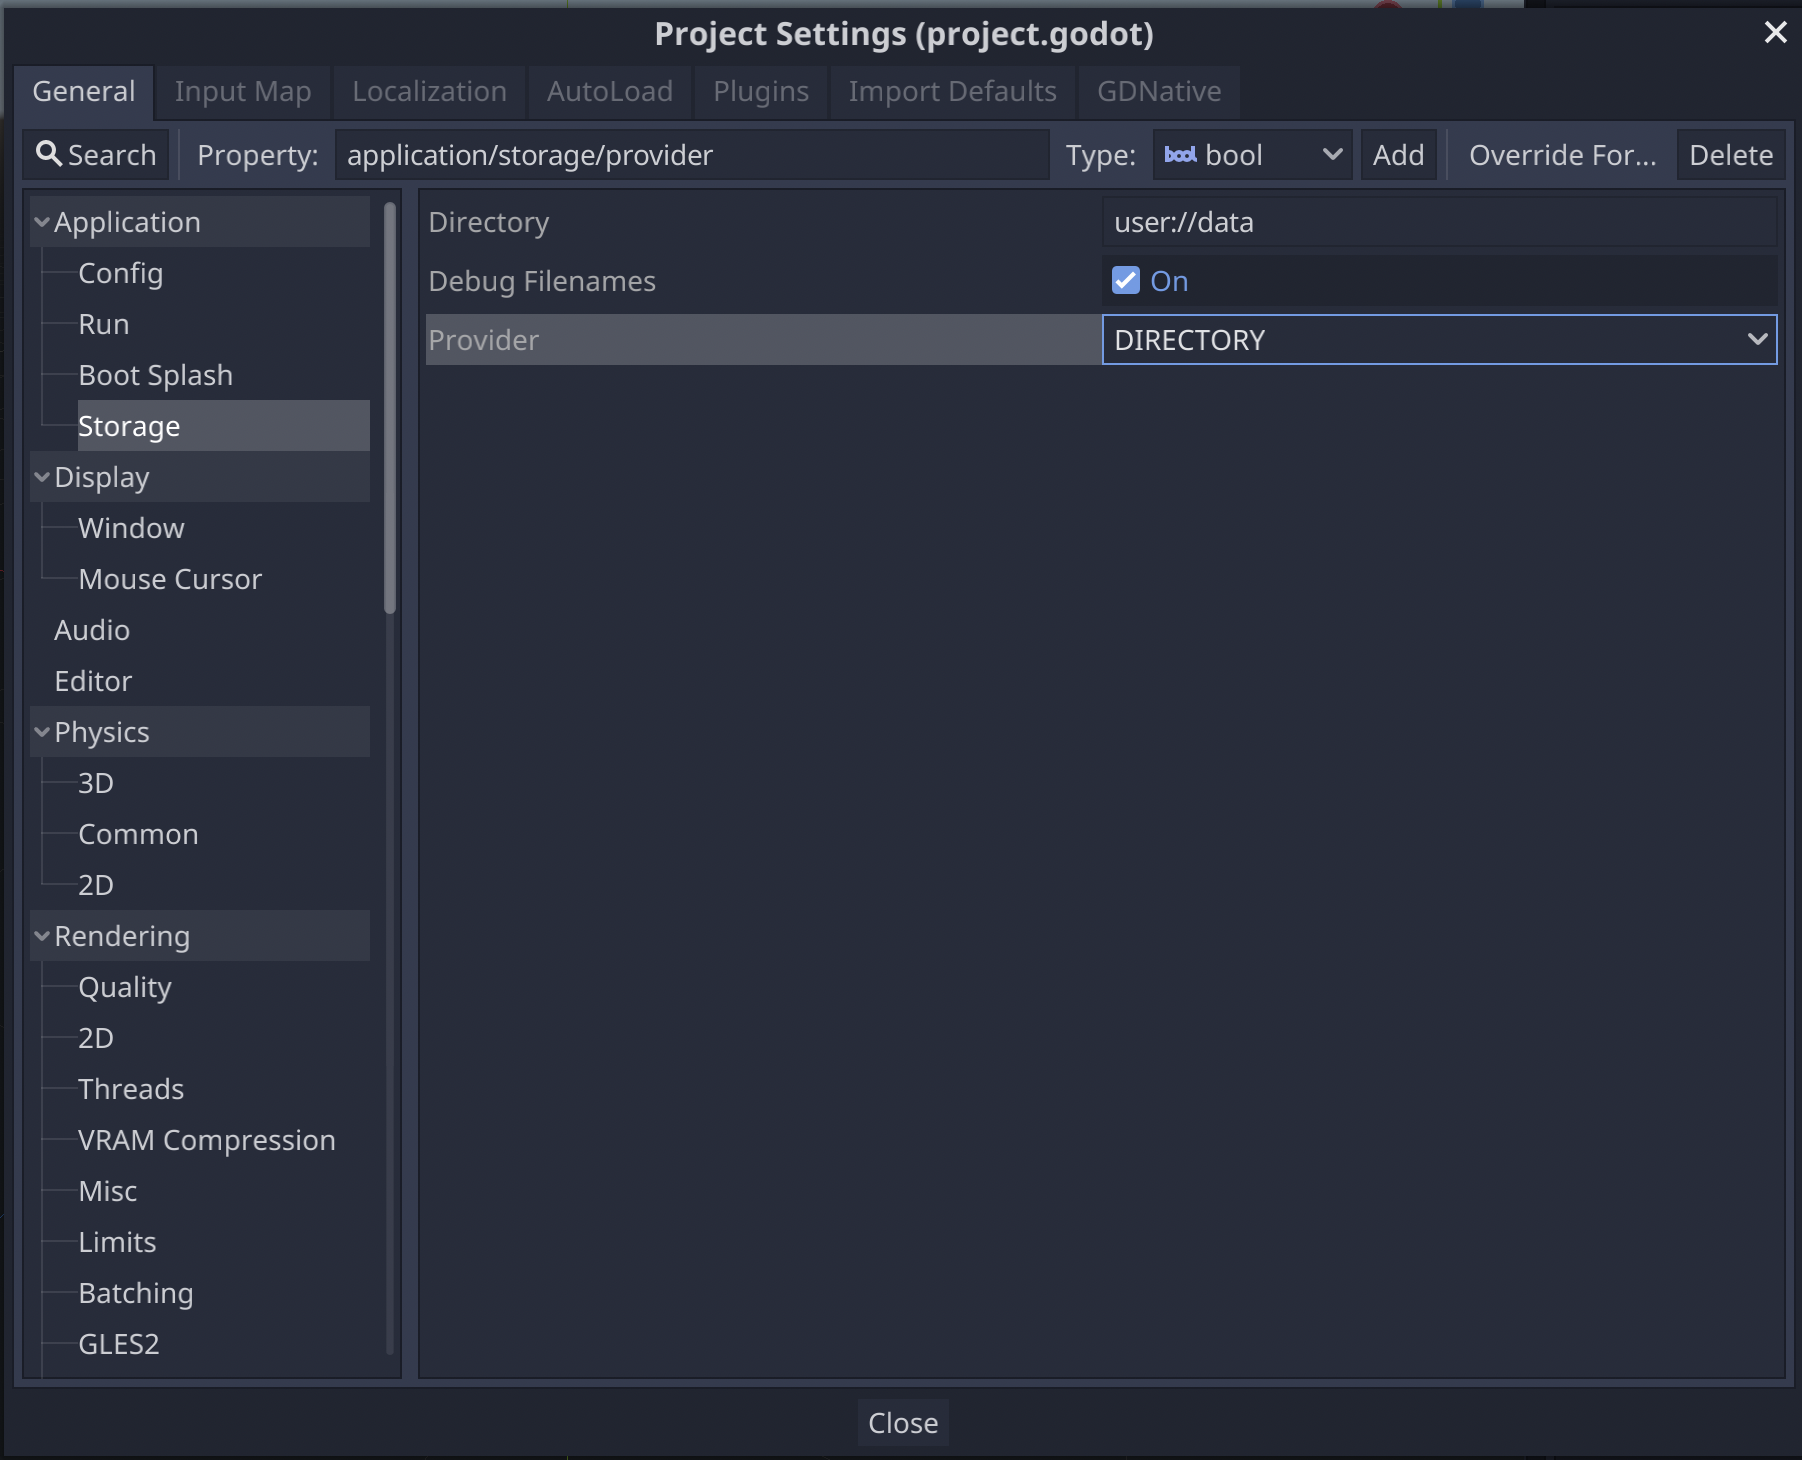 Project Settings (project.godot)
General Input Map Localization AutoLoad Plugins Import Defaults GDNative
Search Property: application/storage/provider Type: bool bool Add Override For... Delete
Application
Config
Run
Boot Splash
Storage
Display
Window
Mouse Cursor
Audio
Editor
Physics
3D
Common
2D
Rendering
Quality
2D
Threads
VRAM Compression
Misc
Limits
Batching
GLES2
Directory user://data
Debug Filenames On
Provider DIRECTORY
Close